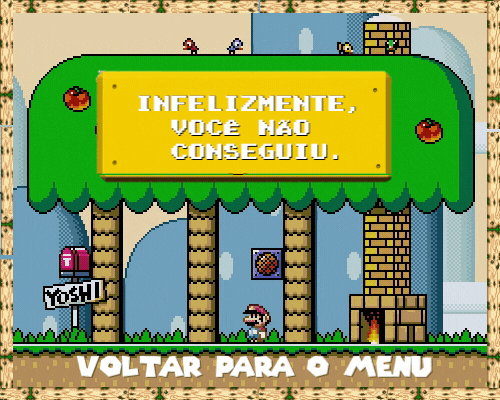 INFELIZMENTE,
VOCÊ NÃO
CONSEGUIU.
YOSHI
VOLTAR PARA O MENU